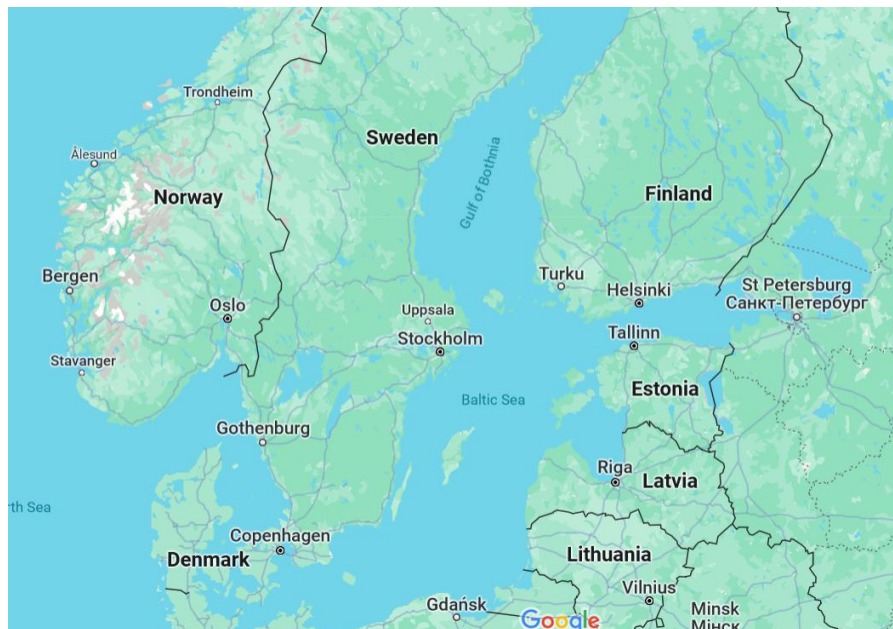 Trondheim
Sweden
Ålesund
Gulf of Bothnia
Norway
Finland
Bergen
Turku
Helsinki
St Petersburg
Санкт-Петербург
Oslo
Uppsala
Stockholm
Tallinn
Stavanger
Estonia
Baltic Sea
Gothenburg
Riga
Latvia
rth Sea
Copenhagen
Denmark
Lithuania
Vilnius
Gdańsk
Google
Minsk
Мінск